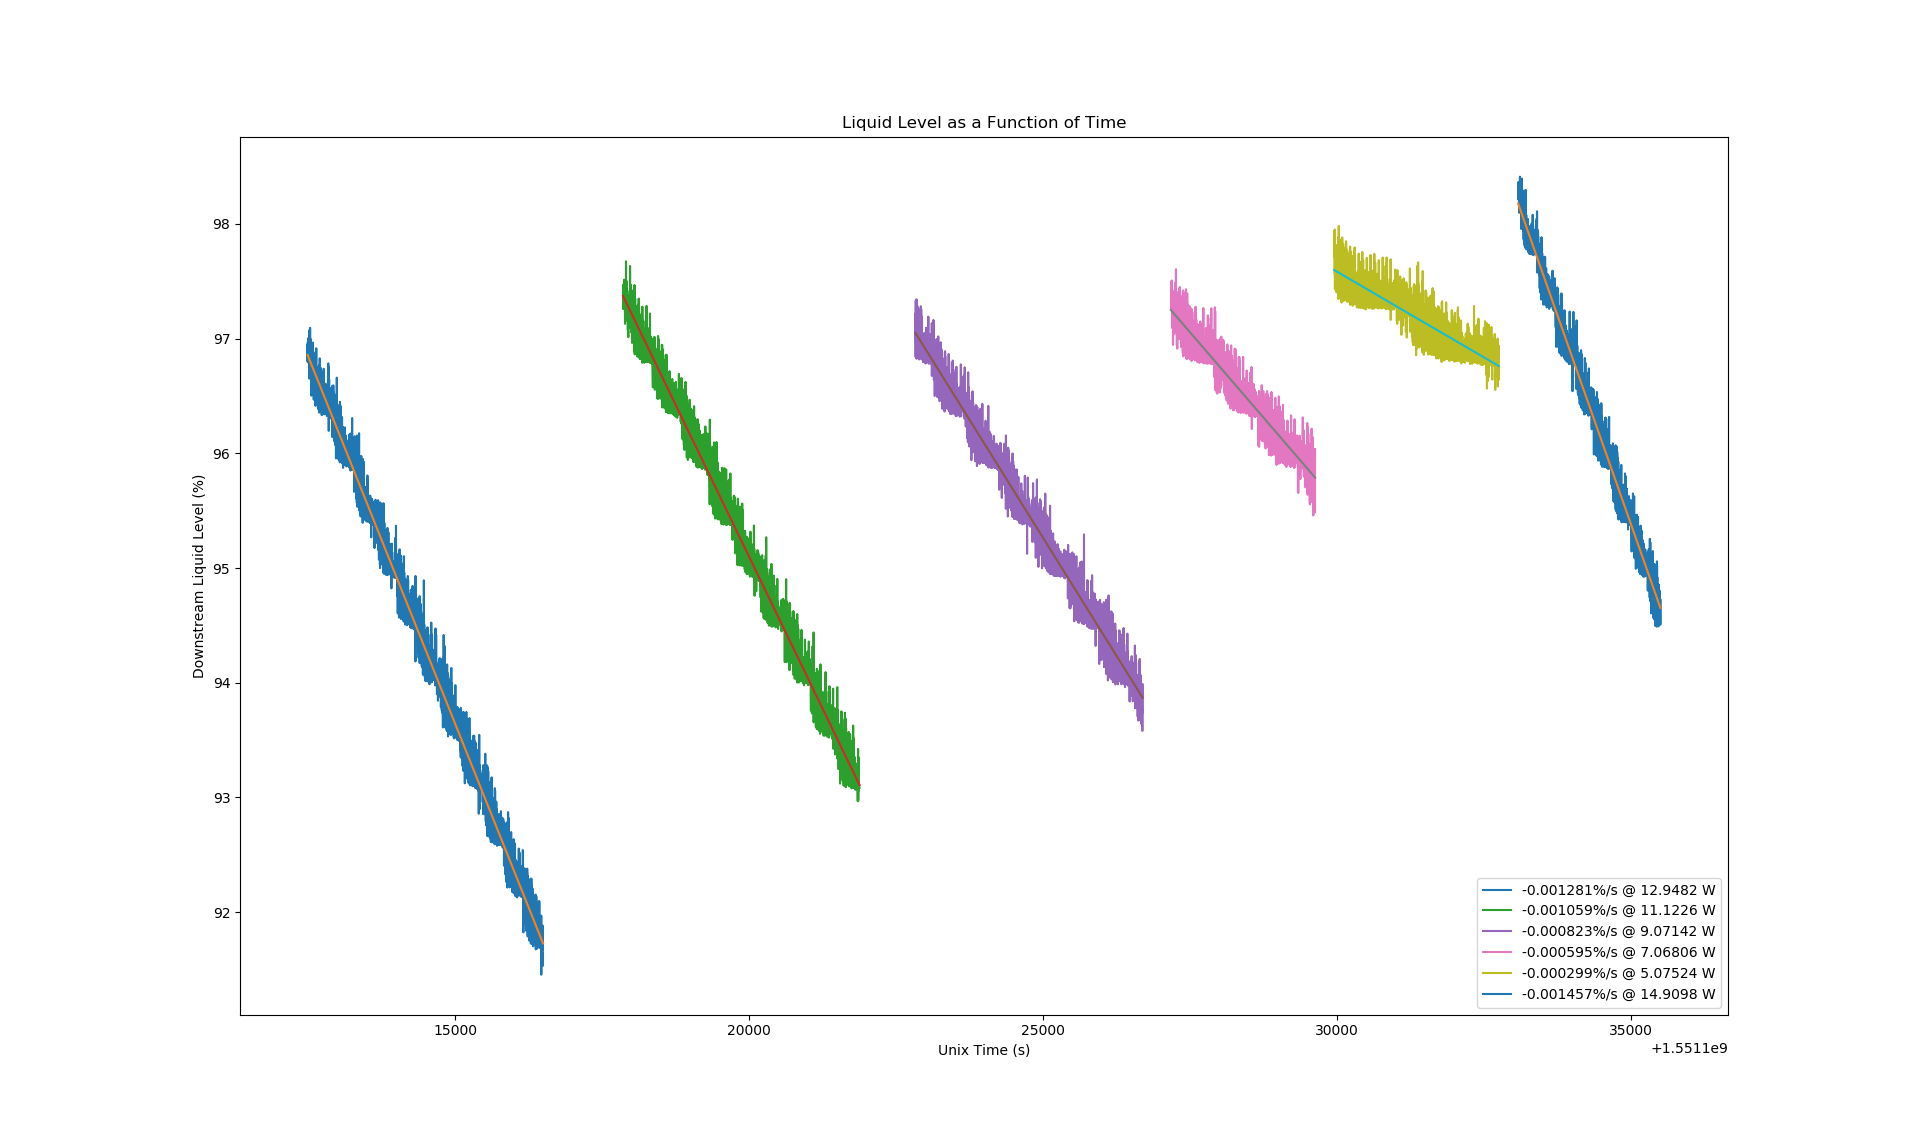 Liquid Level as a Function of Time
Downstream Liquid Level (%)
98
97
96
95
94
93
92
15000
20000
25000
30000
35000
+1.5511e9
Unix Time (s)
-0.001281%/s @ 12.9482 W
-0.001059%/s @ 11.1226 W
-0.000823%/s @ 9.07142 W
-0.000595%/s @ 7.06806 W
-0.000299%/s @ 5.07524 W
-0.001457%/s @ 14.9098 W